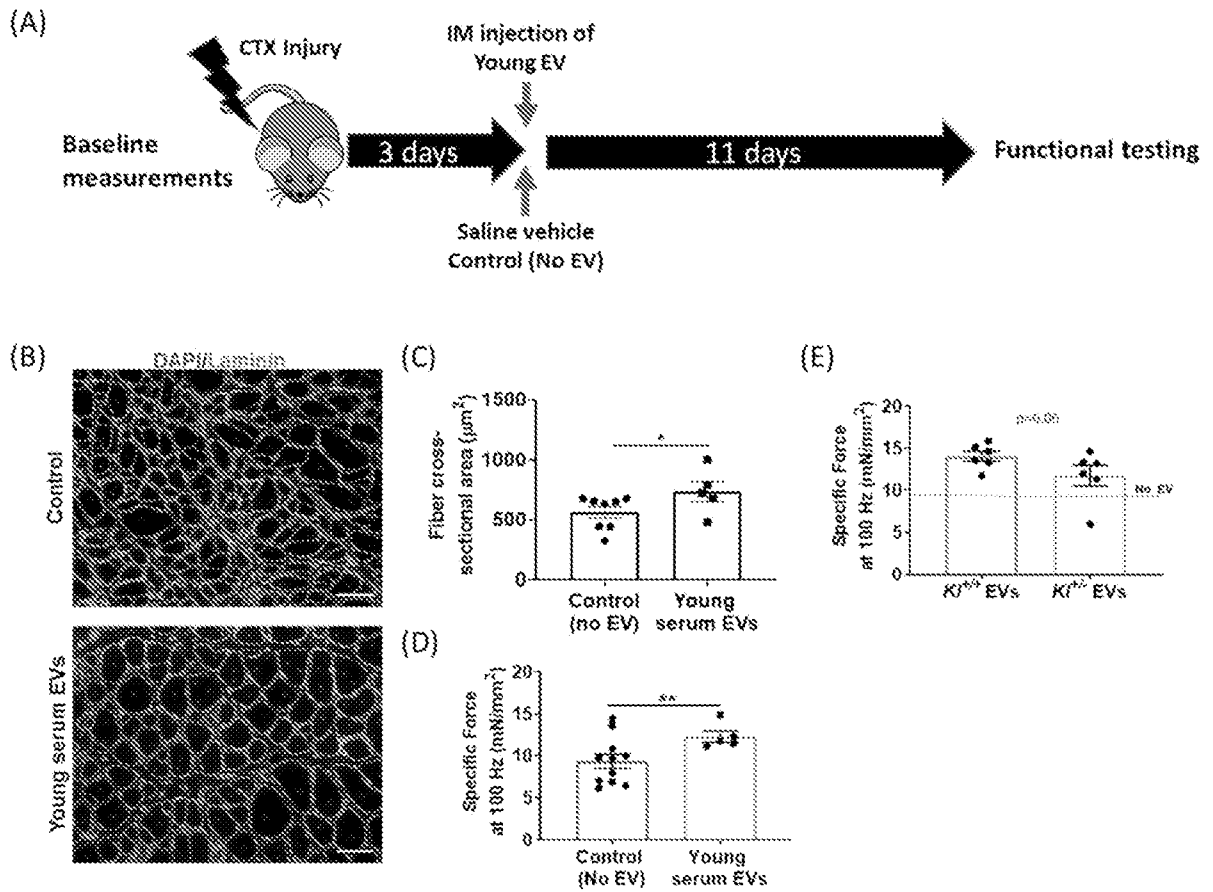 (A)
CTX Injury
IM injection of
Young EV
Baseline
measurements
3 days
11 days
Functional testing
Saline vehicle
Control (No EV)
(B)
DAPI/Laminin
Control
Young serum EVs
(C)
Fiber cross-
sectional area (μm²)
1500
1000
500
0
*
Control
(no EV)
Young
serum EVs
(D)
Specific Force
at 100 Hz (mN/mm²)
20
15
10
5
0
**
Control
(No EV)
Young
serum EVs
(E)
Specific Force
at 100 Hz (mN/mm²)
20
15
10
5
0
No EV
Kl+/+ EVs
Kl+/- EVs